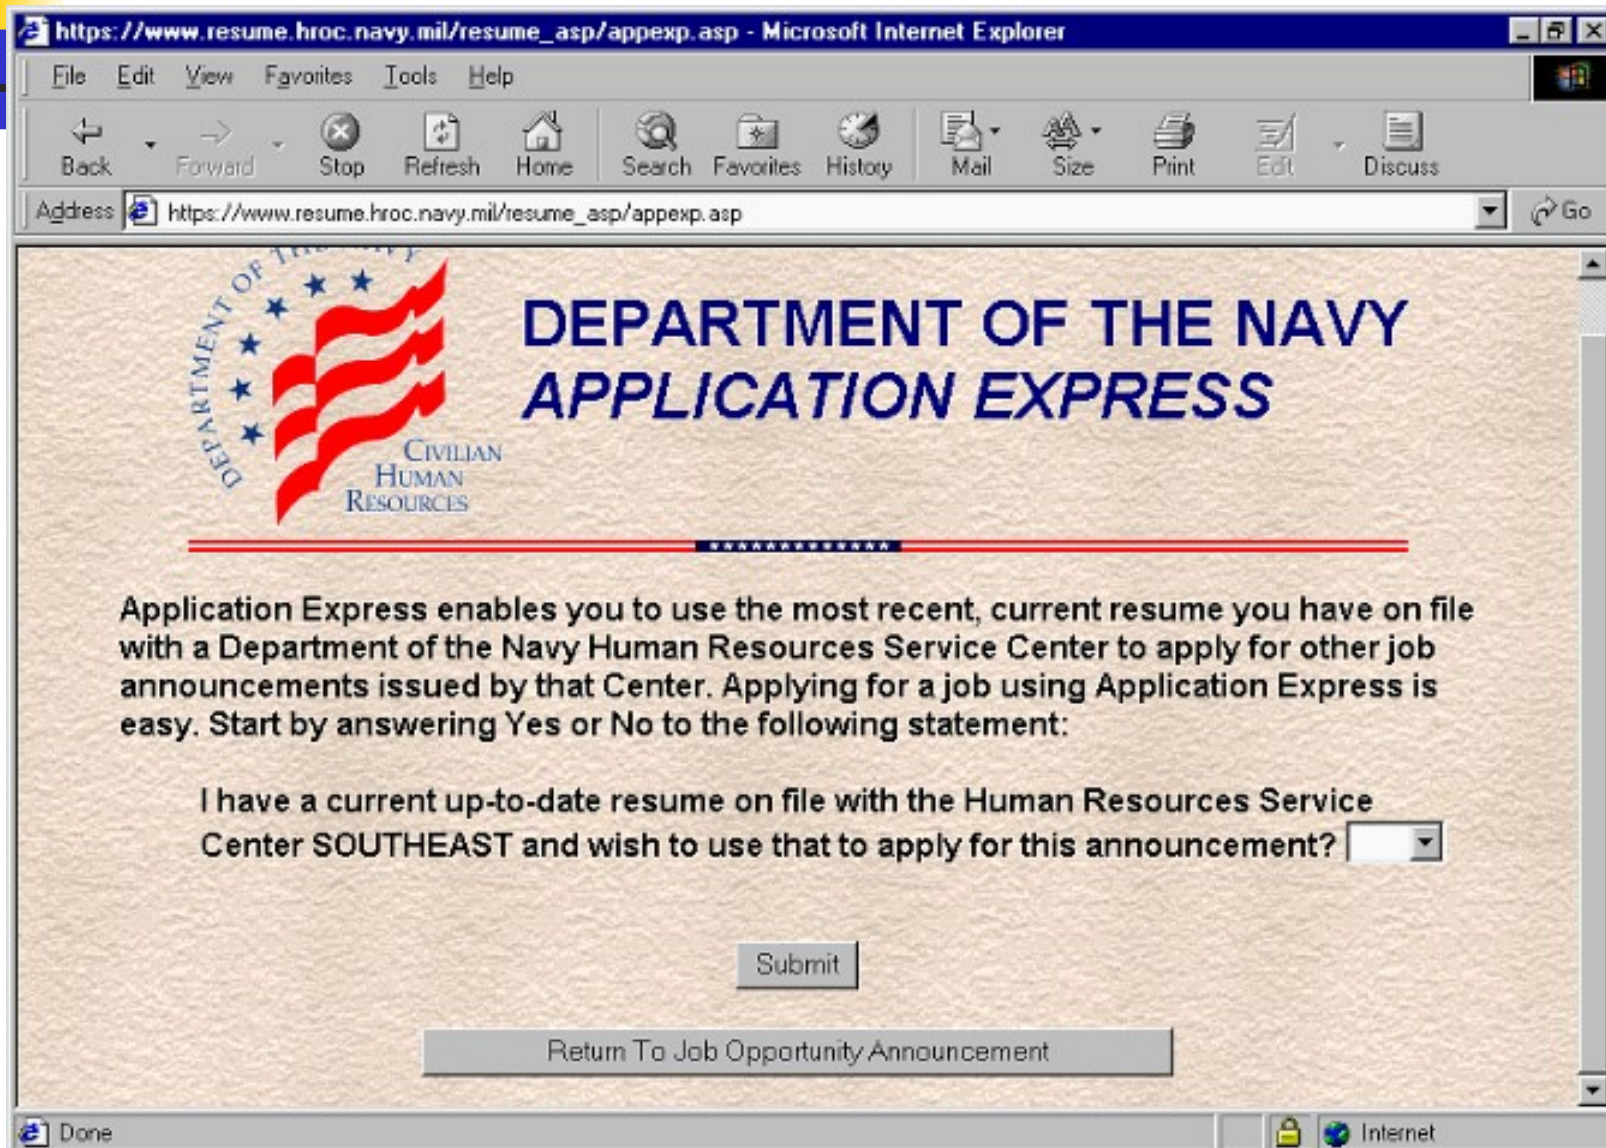 https://www.resume.hroc.navy.mil/resume_asp/appexp.asp - Microsoft Internet Explorer
File Edit View Favorites Tools Help
Back Forward Stop Refresh Home Search Favorites History Mail Size Print Edit Discuss
Address https://www.resume.hroc.navy.mil/resume_asp/appexp.asp Go
DEPARTMENT OF THE NAVY
CIVILIAN
HUMAN
RESOURCES
DEPARTMENT OF THE NAVY
APPLICATION EXPRESS
Application Express enables you to use the most recent, current resume you have on file
with a Department of the Navy Human Resources Service Center to apply for other job
announcements issued by that Center. Applying for a job using Application Express is
easy. Start by answering Yes or No to the following statement:
I have a current up-to-date resume on file with the Human Resources Service
Center SOUTHEAST and wish to use that to apply for this announcement?
Submit
Return To Job Opportunity Announcement
Done Internet